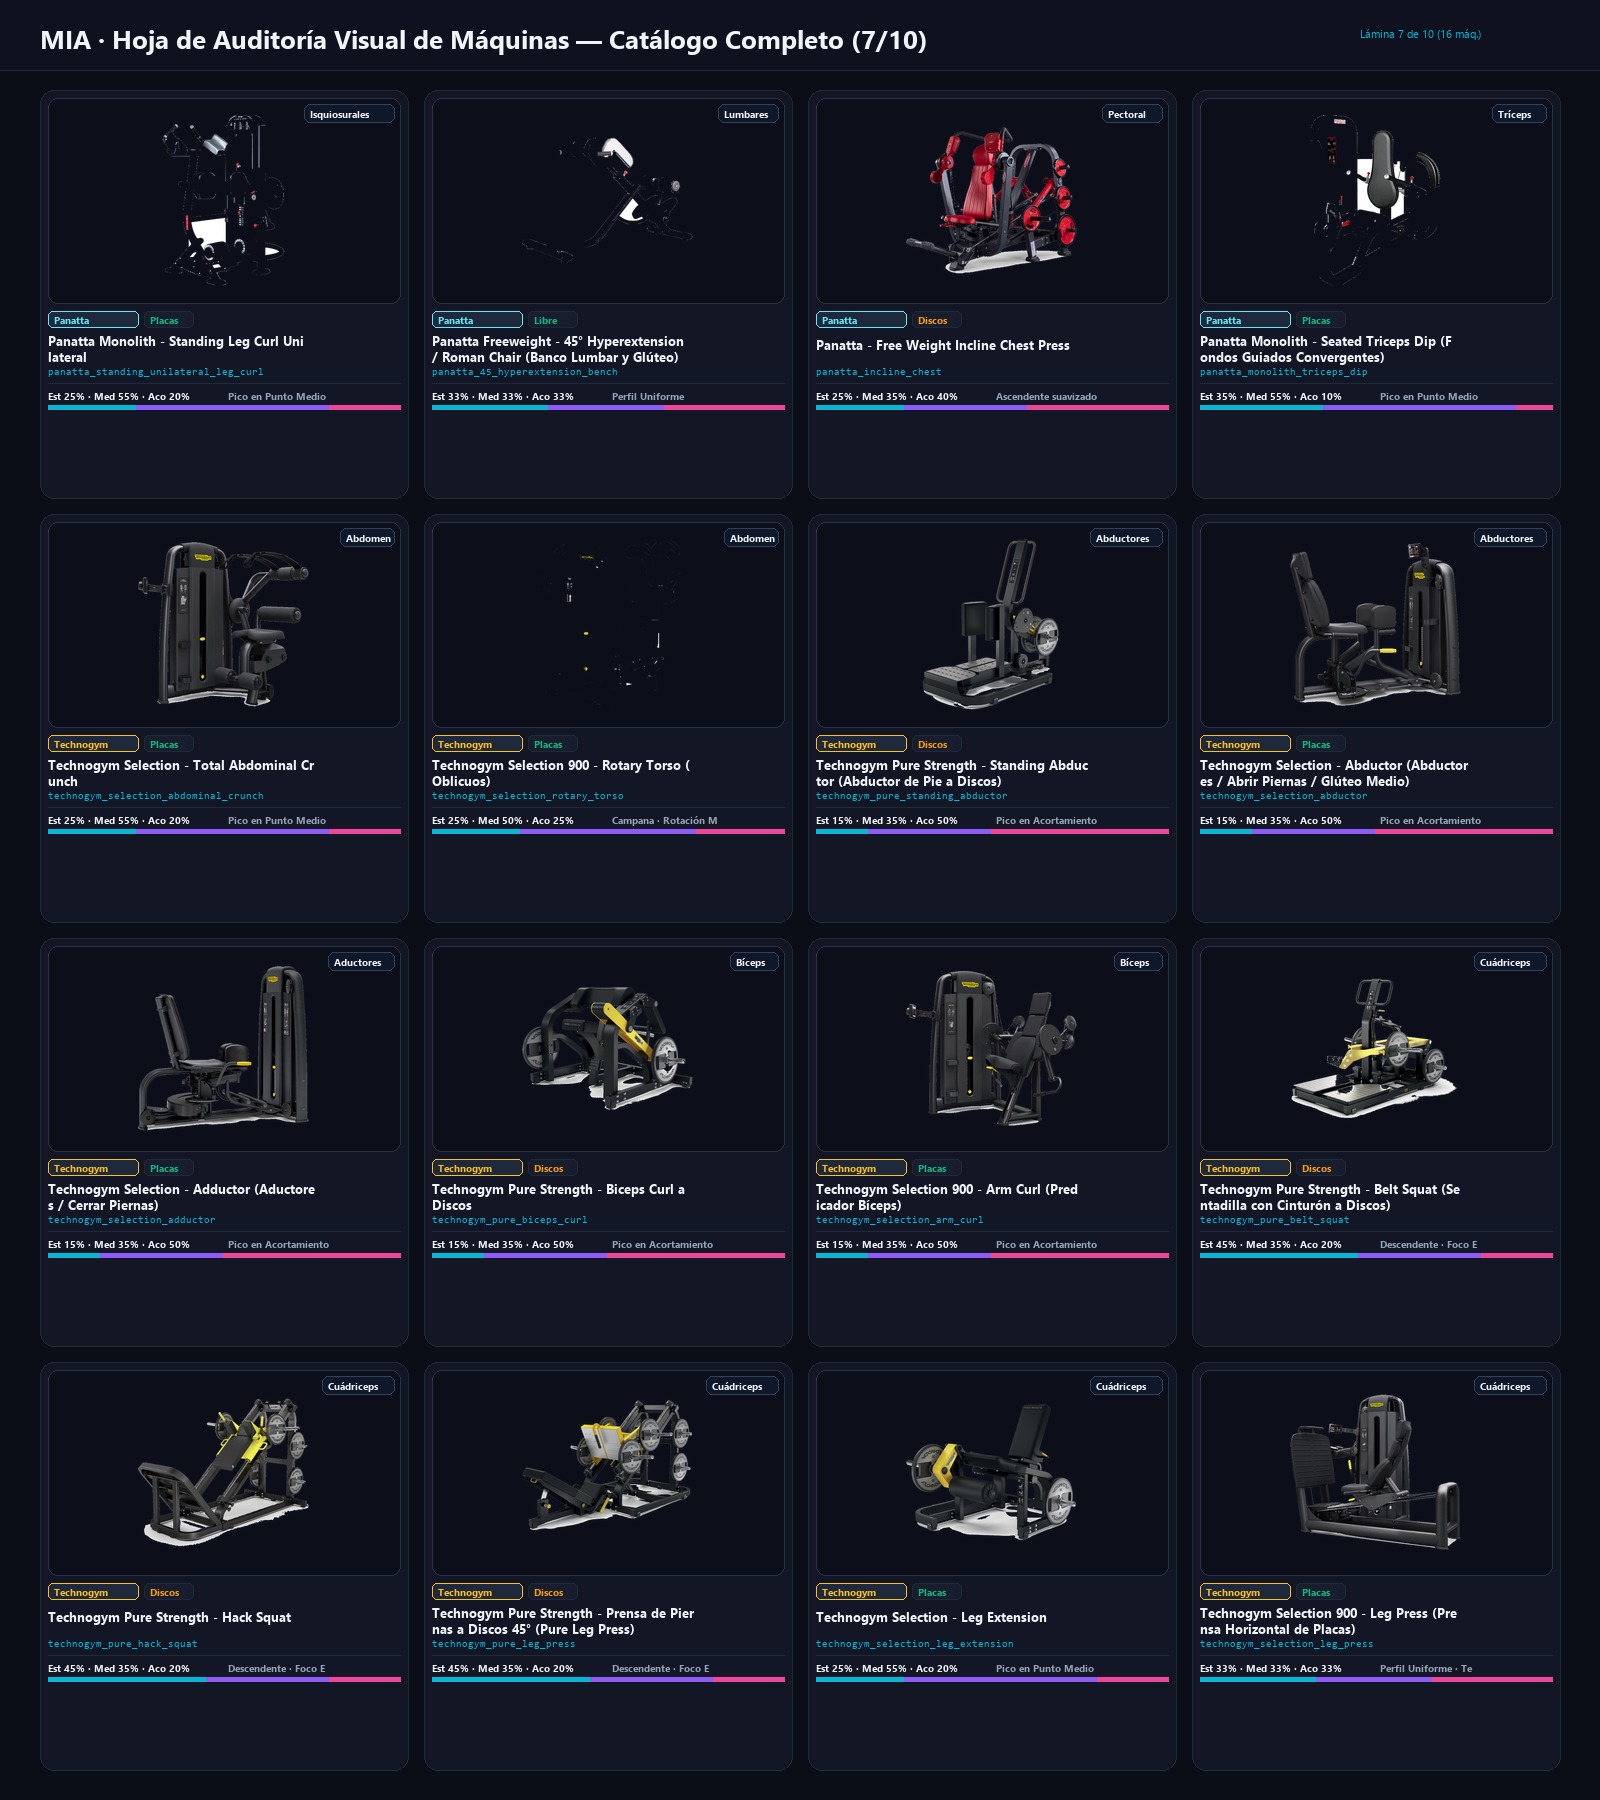 MIA · Hoja de Auditoría Visual de Máquinas — Catálogo Completo (7/10)
Lámina 7 de 10 (16 máq.)
Isquiosurales
Panatta
Placas
Panatta Monolith - Standing Leg Curl Uni
lateral
panatta_standing_unilateral_leg_curl
Est 25% · Med 55% · Aco 20%
Pico en Punto Medio
Lumbares
Panatta
Libre
Panatta Freeweight - 45° Hyperextension
/ Roman Chair (Banco Lumbar y Glúteo)
panatta_45_hyperextension_bench
Est 33% · Med 33% · Aco 33%
Perfil Uniforme
Pectoral
Panatta
Discos
Panatta - Free Weight Incline Chest Press
panatta_incline_chest
Est 25% · Med 35% · Aco 40%
Ascendente suavizado
Tríceps
Panatta
Placas
Panatta Monolith - Seated Triceps Dip (F
ondos Guiados Convergentes)
panatta_monolith_triceps_dip
Est 35% · Med 55% · Aco 10%
Pico en Punto Medio
Abdomen
Technogym
Placas
Technogym Selection - Total Abdominal Cr
unch
technogym_selection_abdominal_crunch
Est 25% · Med 55% · Aco 20%
Pico en Punto Medio
Abdomen
Technogym
Placas
Technogym Selection 900 - Rotary Torso (
Oblicuos)
technogym_selection_rotary_torso
Est 25% · Med 50% · Aco 25%
Campana · Rotación M
Abductores
Technogym
Discos
Technogym Pure Strength - Standing Abduc
tor (Abductor de Pie a Discos)
technogym_pure_standing_abductor
Est 15% · Med 35% · Aco 50%
Pico en Acortamiento
Abductores
Technogym
Placas
Technogym Selection - Abductor (Abductor
es / Abrir Piernas / Glúteo Medio)
technogym_selection_abductor
Est 15% · Med 35% · Aco 50%
Pico en Acortamiento
Aductores
Technogym
Placas
Technogym Selection - Adductor (Aductore
s / Cerrar Piernas)
technogym_selection_adductor
Est 15% · Med 35% · Aco 50%
Pico en Acortamiento
Bíceps
Technogym
Discos
Technogym Pure Strength - Biceps Curl a
Discos
technogym_pure_biceps_curl
Est 15% · Med 35% · Aco 50%
Pico en Acortamiento
Bíceps
Technogym
Placas
Technogym Selection 900 - Arm Curl (Pred
icador Bíceps)
technogym_selection_arm_curl
Est 15% · Med 35% · Aco 50%
Pico en Acortamiento
Cuádriceps
Technogym
Discos
Technogym Pure Strength - Belt Squat (Se
ntadilla con Cinturón a Discos)
technogym_pure_belt_squat
Est 45% · Med 35% · Aco 20%
Descendente · Foco E
Cuádriceps
Technogym
Discos
Technogym Pure Strength - Hack Squat
technogym_pure_hack_squat
Est 45% · Med 35% · Aco 20%
Descendente · Foco E
Cuádriceps
Technogym
Discos
Technogym Pure Strength - Prensa de Pier
nas a Discos 45° (Pure Leg Press)
technogym_pure_leg_press
Est 45% · Med 35% · Aco 20%
Descendente · Foco E
Cuádriceps
Technogym
Placas
Technogym Selection - Leg Extension
technogym_selection_leg_extension
Est 25% · Med 55% · Aco 20%
Pico en Punto Medio
Cuádriceps
Technogym
Placas
Technogym Selection 900 - Leg Press (Pre
nsa Horizontal de Placas)
technogym_selection_leg_press
Est 33% · Med 33% · Aco 33%
Perfil Uniforme · Te